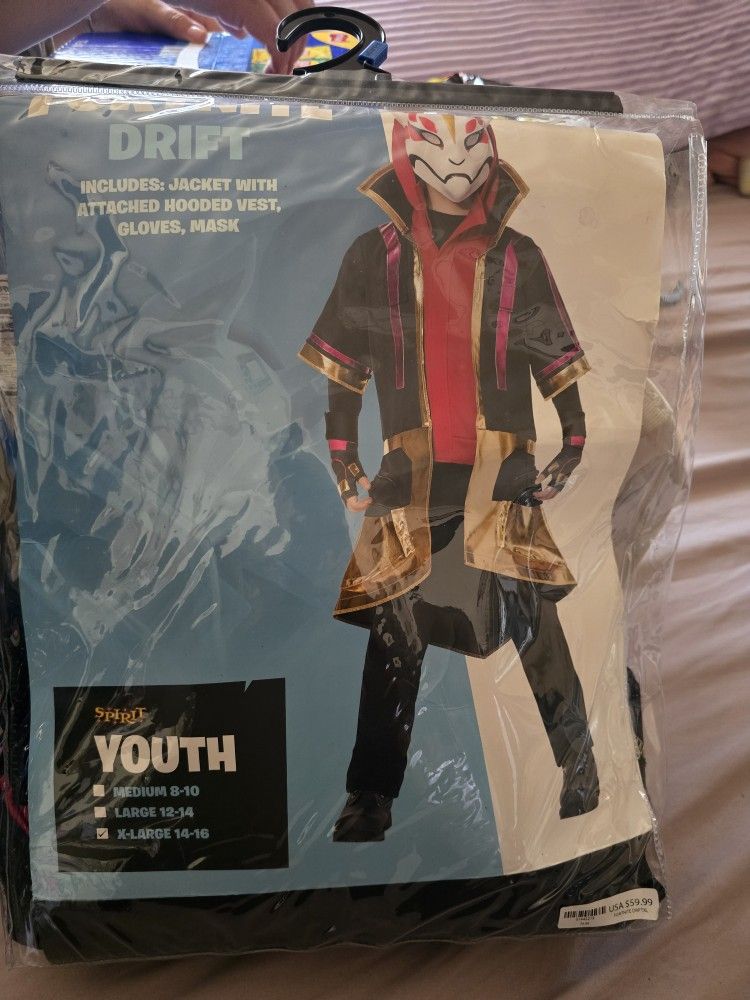 FORTNITE
DRIFT
INCLUDES: JACKET WITH
ATTACHED HOODED VEST,
GLOVES, MASK
SPIRIT
YOUTH
MEDIUM 8-10
LARGE 12-14
X-LARGE 14-16
USA $59.99